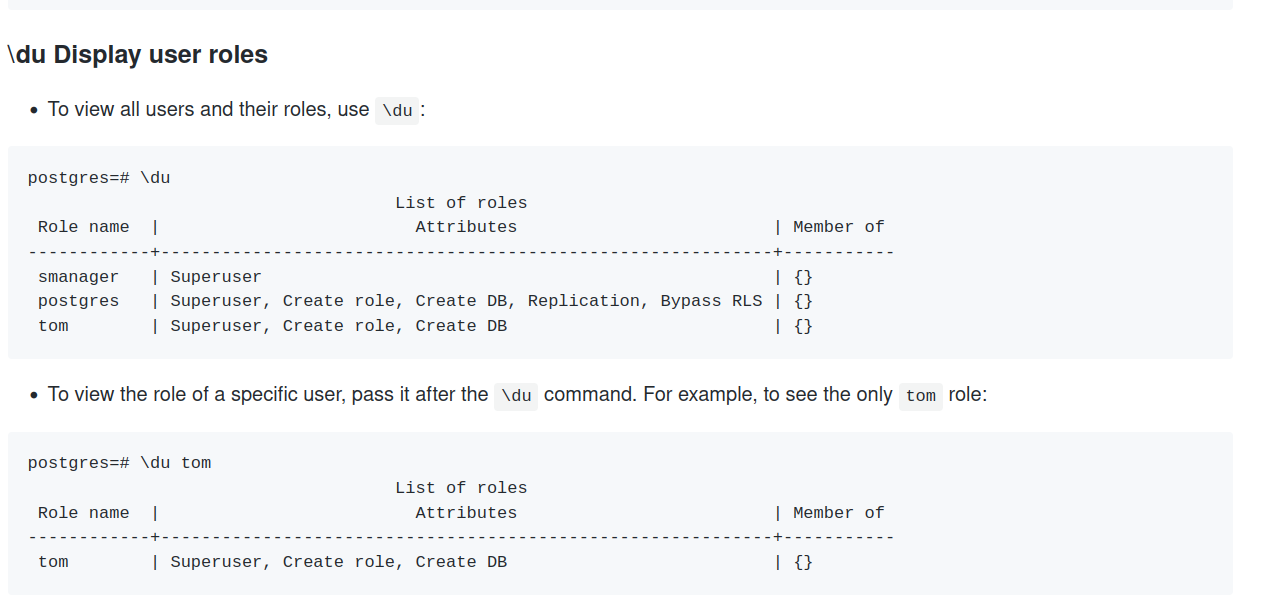 \du Display user roles
• To view all users and their roles, use \du :
postgres=# \du
                                    List of roles
 Role name  |                         Attributes                         | Member of
------------+------------------------------------------------------------+-----------
 smanager   | Superuser                                                  | {}
 postgres   | Superuser, Create role, Create DB, Replication, Bypass RLS | {}
 tom        | Superuser, Create role, Create DB                          | {}
• To view the role of a specific user, pass it after the \du command. For example, to see the only tom role:
postgres=# \du tom
                                    List of roles
 Role name  |                         Attributes                         | Member of
------------+------------------------------------------------------------+-----------
 tom        | Superuser, Create role, Create DB                          | {}